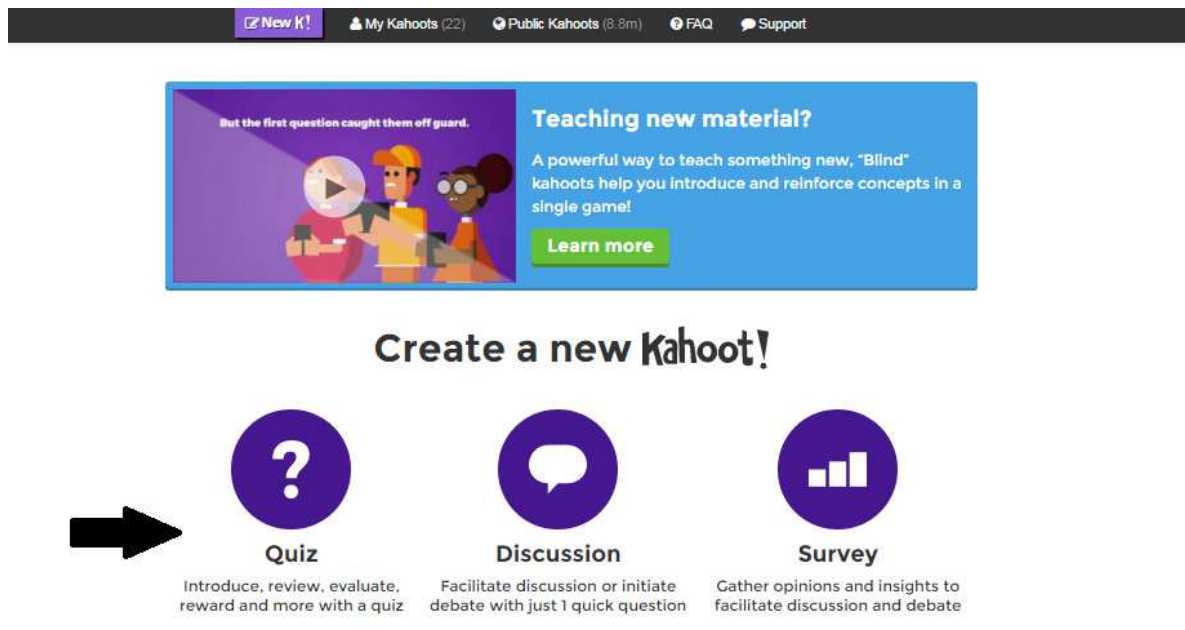 New K! My Kahoots (22) Public Kahoots (8.8m) FAQ Support
But the first question caught them off guard.
Teaching new material?
A powerful way to teach something new, "Blind"
kahoots help you introduce and reinforce concepts in a
single game!
Learn more
Create a new Kahoot!
Quiz
Introduce, review, evaluate,
reward and more with a quiz
Discussion
Facilitate discussion or initiate
debate with just 1 quick question
Survey
Gather opinions and insights to
facilitate discussion and debate